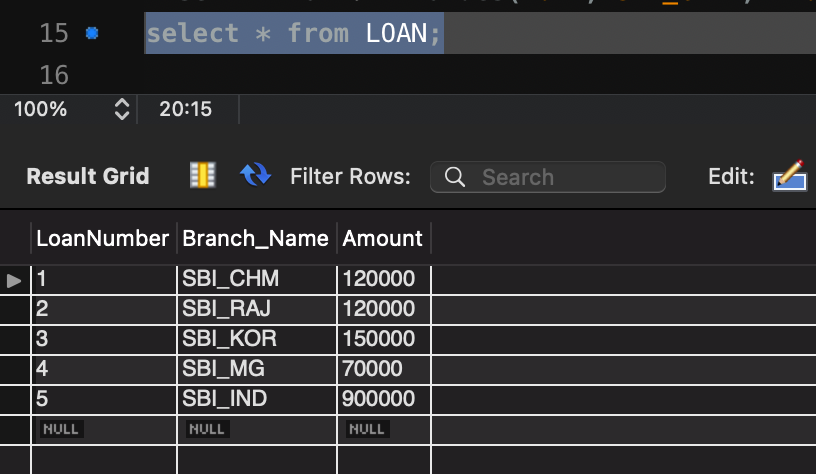 15 select * from LOAN;
16
100% 20:15
Result Grid Filter Rows: Search Edit:
LoanNumber Branch_Name Amount
1 SBI_CHM 120000
2 SBI_RAJ 120000
3 SBI_KOR 150000
4 SBI_MG 70000
5 SBI_IND 900000
NULL NULL NULL